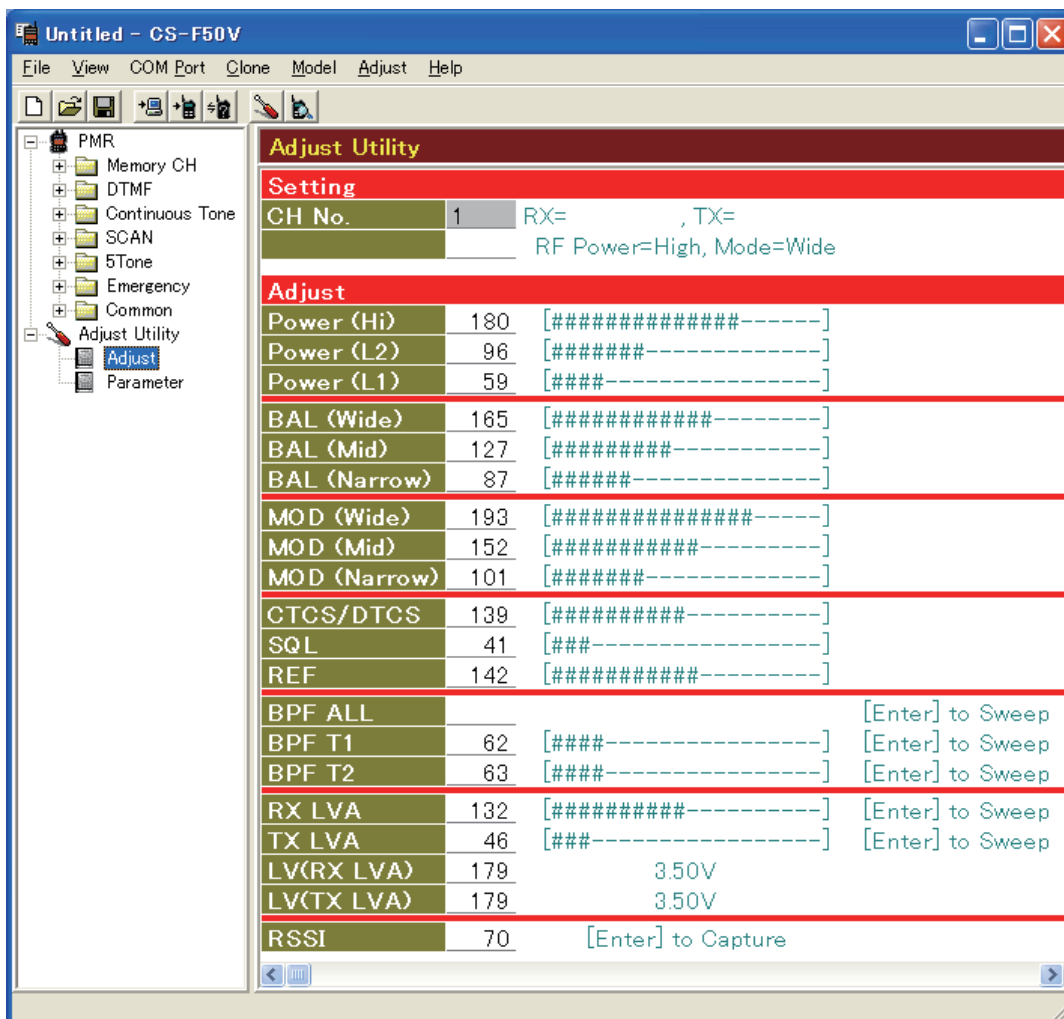 Untitled - CS-F50V
File View COM Port Clone Model Adjust Help
PMR
Memory CH
DTMF
Continuous Tone
SCAN
5Tone
Emergency
Common
Adjust Utility
Adjust
Parameter
Adjust Utility
Setting
CH No. 1 RX= , TX=
RF Power=High, Mode=Wide
Adjust
Power (Hi) 180 [##############------]
Power (L2) 96 [#######-------------]
Power (L1) 59 [####----------------]
BAL (Wide) 165 [############--------]
BAL (Mid) 127 [#########-----------]
BAL (Narrow) 87 [######--------------]
MOD (Wide) 193 [###############-----]
MOD (Mid) 152 [###########---------]
MOD (Narrow) 101 [#######-------------]
CTCS/DTCS 139 [##########----------]
SQL 41 [###-----------------]
REF 142 [###########---------]
BPF ALL [Enter] to Sweep
BPF T1 62 [####----------------] [Enter] to Sweep
BPF T2 63 [####----------------] [Enter] to Sweep
RX LVA 132 [##########----------] [Enter] to Sweep
TX LVA 46 [###-----------------] [Enter] to Sweep
LV(RX LVA) 179 3.50V
LV(TX LVA) 179 3.50V
RSSI 70 [Enter] to Capture